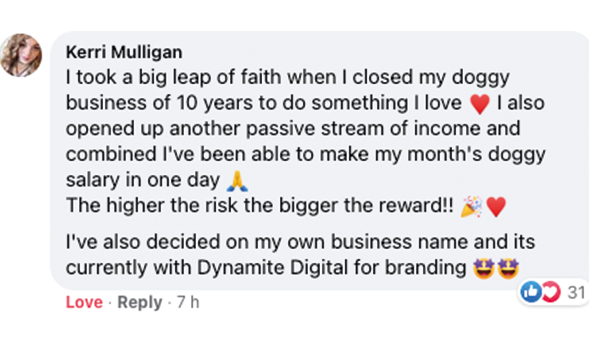 Kerri Mulligan
I took a big leap of faith when I closed my doggy
business of 10 years to do something I love ♥️ I also
opened up another passive stream of income and
combined I've been able to make my month's doggy
salary in one day 🙏
The higher the risk the bigger the reward!! 🎉♥️
I've also decided on my own business name and its
currently with Dynamite Digital for branding 🤩🤩
Love · Reply · 7 h
31